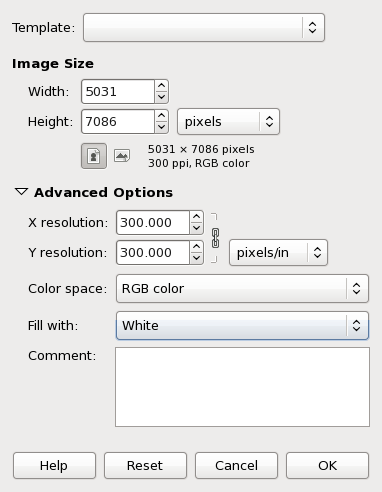 Template:
Image Size
Width: 5031
Height: 7086 pixels
5031 × 7086 pixels
300 ppi, RGB color
Advanced Options
X resolution: 300.000
Y resolution: 300.000 pixels/in
Color space: RGB color
Fill with: White
Comment:
Help Reset Cancel OK